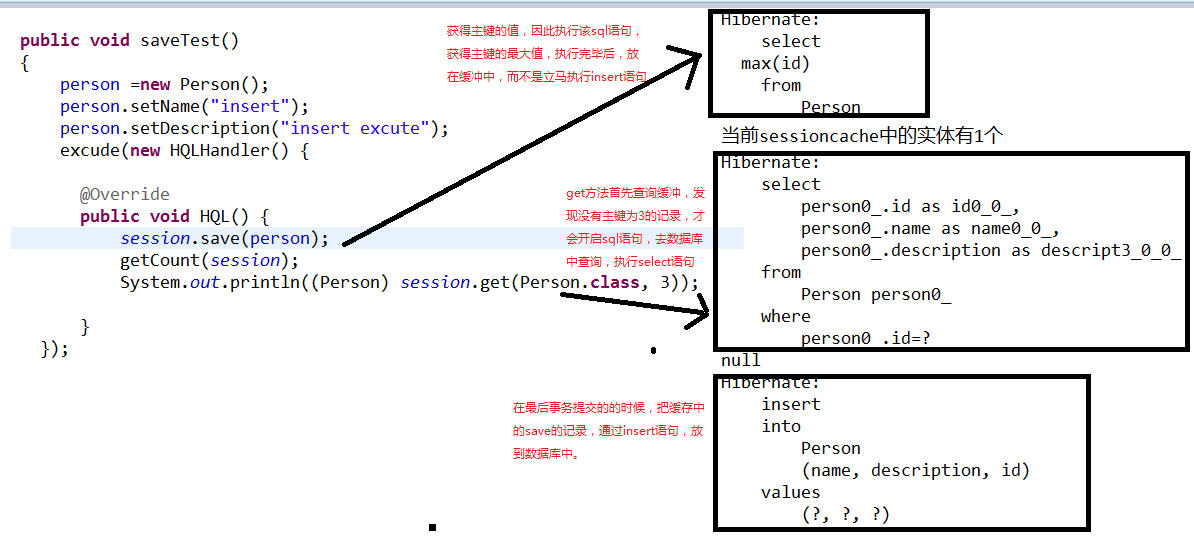 public void saveTest()
{
person =new Person();
person.setName("insert");
person.setDescription("insert excute");
excude(new HQLHandler() {
@Override
public void HQL() {
session.save(person);
getCount(session);
System.out.println((Person) session.get(Person.class, 3));
}
});
获得主键的值，因此执行该sql语句，
获得主键的最大值，执行完毕后，放
在缓冲中，而不是立马执行insert语句
get方法首先查询缓冲，发
现没有主键为3的记录，才
会开启sql语句，去数据库
中查询，执行select语句
在最后事务提交的的时候，把缓存中
的save的记录，通过insert语句，放
到数据库中。
Hibernate:
select
max(id)
from
Person
当前sessioncache中的实体有1个
Hibernate:
select
person0_.id as id0_0_,
person0_.name as name0_0_,
person0_.description as descript3_0_0_
from
Person person0_
where
person0_.id=?
null
Hibernate:
insert
into
Person
(name, description, id)
values
(?, ?, ?)